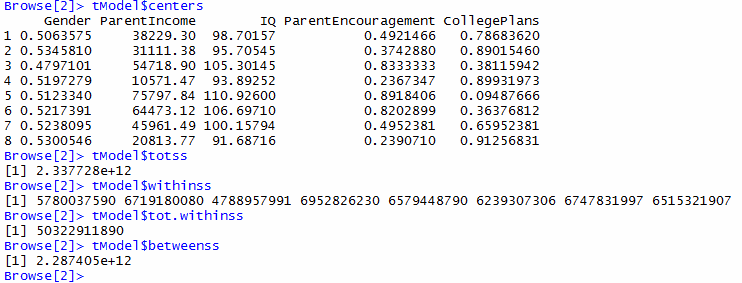 Browse[2]> tModel$centers
Gender ParentIncome IQ ParentEncouragement CollegePlans
1 0.5063575 38229.30 98.70157 0.4921466 0.78683620
2 0.5345810 31111.38 95.70545 0.3742880 0.89015460
3 0.4797101 54718.90 105.30145 0.8333333 0.38115942
4 0.5197279 10571.47 93.89252 0.2367347 0.89931973
5 0.5123340 75797.84 110.92600 0.8918406 0.09487666
6 0.5217391 64473.12 106.69710 0.8202899 0.36376812
7 0.5238095 45961.49 100.15794 0.4952381 0.65952381
8 0.5300546 20813.77 91.68716 0.2390710 0.91256831
Browse[2]> tModel$totss
[1] 2.337728e+12
Browse[2]> tModel$withinss
[1] 5780037590 6719180080 4788957991 6952826230 6579448790 6239307306 6747831997 6515321907
Browse[2]> tModel$tot.withinss
[1] 50322911890
Browse[2]> tModel$betweenss
[1] 2.287405e+12
Browse[2]>